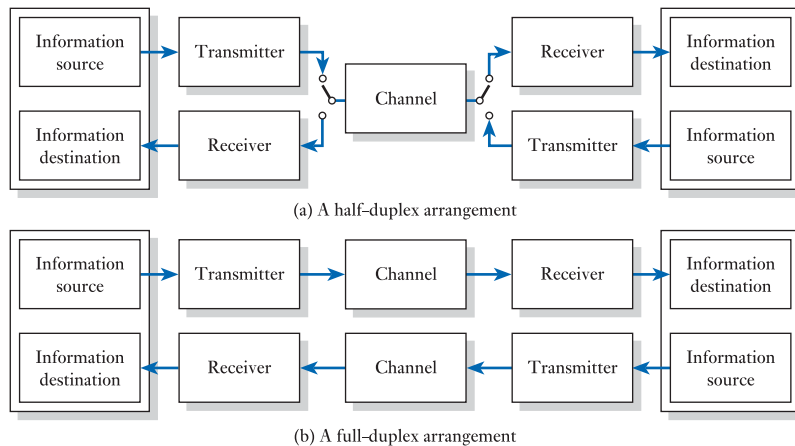 Information
source
Transmitter
Channel
Receiver
Information
destination
Information
destination
Receiver
Transmitter
Information
source
(a) A half–duplex arrangement
Information
source
Transmitter
Channel
Receiver
Information
destination
Information
destination
Receiver
Channel
Transmitter
Information
source
(b) A full–duplex arrangement